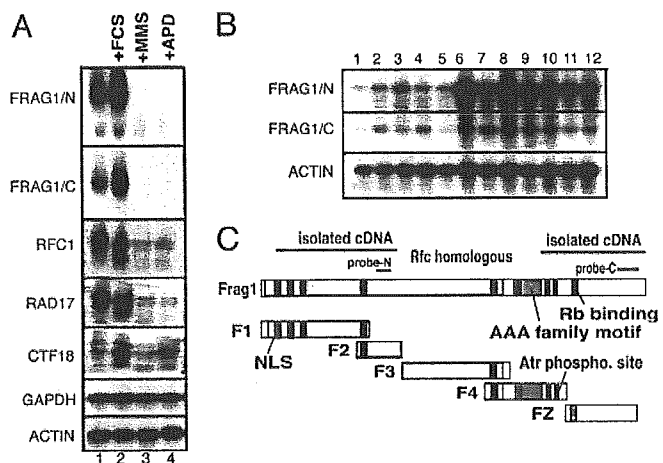 A
+FCS
+MMS
+APD
FRAG1/N
FRAG1/C
RFC1
RAD17
CTF18
GAPDH
ACTIN
1 2 3 4
B
1 2 3 4 5 6 7 8 9 10 11 12
FRAG1/N
FRAG1/C
ACTIN
C
isolated cDNA
probe-N
Rfc homologous
isolated cDNA
probe-C
Frag1
Rb binding
AAA family motif
F1
NLS
F2
F3
Atr phospho. site
F4
FZ